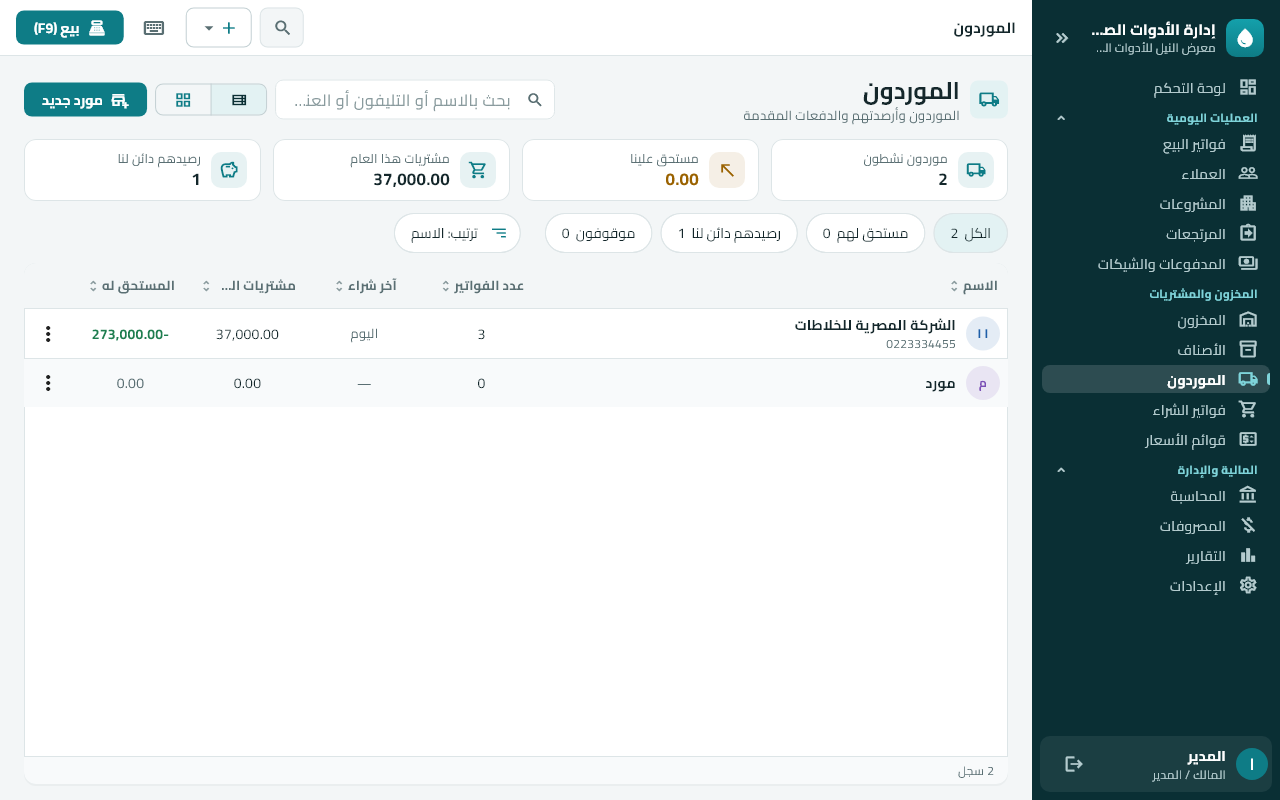 إدارة الأدوات الصـ...
معرض النيل للأدوات الـ...
لوحة التحكم
العمليات اليومية
فواتير البيع
العملاء
المشروعات
المرتجعات
المدفوعات والشيكات
المخزون والمشتريات
المخزون
الأصناف
الموردون
فواتير الشراء
قوائم الأسعار
المالية والإدارة
المحاسبة
المصروفات
التقارير
الإعدادات
ا
المدير
المالك / المدير
الموردون
بيع (F9)
الموردون
الموردون وأرصدتهم والدفعات المقدمة
بحث بالاسم أو التليفون أو العنـ...
مورد جديد
موردون نشطون
2
مستحق علينا
0.00
مشتريات هذا العام
37,000.00
رصيدهم دائن لنا
1
الكل 2
مستحق لهم 0
رصيدهم دائن لنا 1
موقوفون 0
ترتيب: الاسم
الاسم عدد الفواتير آخر شراء مشتريات الـ... المستحق له
ا ا الشركة المصرية للخلاطات 3 اليوم 37,000.00 -273,000.00
0223334455
م مورد 0 — 0.00 0.00
2 سجل